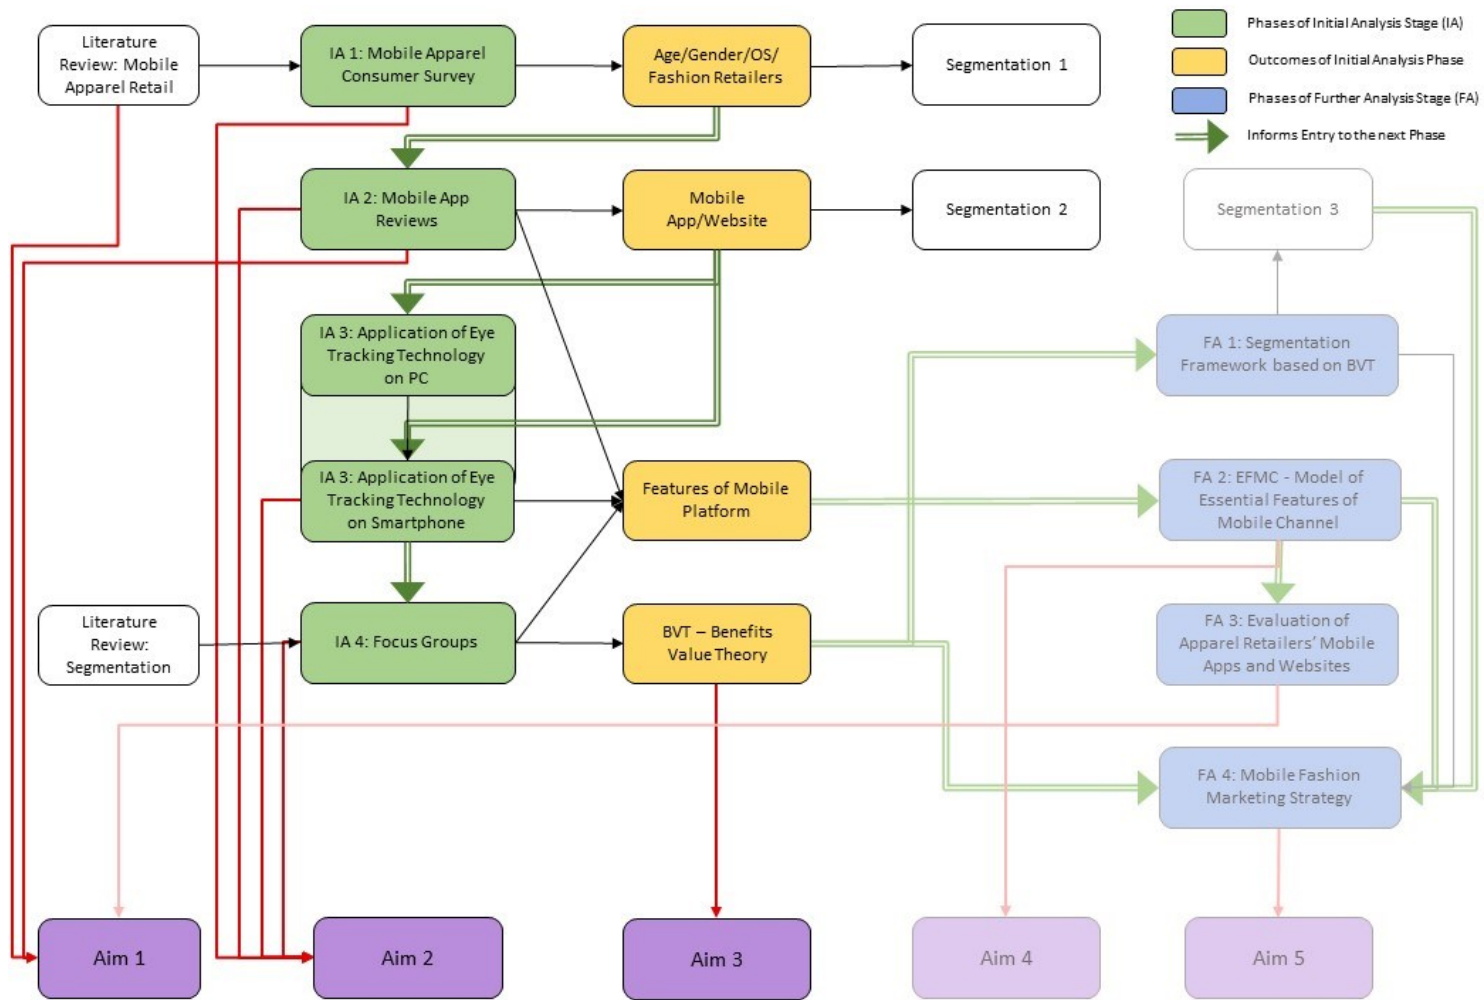 Literature
Review: Mobile
Apparel Retail
IA 1: Mobile Apparel
Consumer Survey
Age/Gender/OS/
Fashion Retailers
Segmentation 1
Phases of Initial Analysis Stage (IA)
Outcomes of Initial Analysis Phase
Phases of Further Analysis Stage (FA)
Informs Entry to the next Phase
IA 2: Mobile App
Reviews
Mobile
App/Website
Segmentation 2
Segmentation 3
IA 3: Application of Eye
Tracking Technology
on PC
FA 1: Segmentation
Framework based on BVT
IA 3: Application of Eye
Tracking Technology
on Smartphone
Features of Mobile
Platform
FA 2: EFMC - Model of
Essential Features of
Mobile Channel
Literature
Review:
Segmentation
IA 4: Focus Groups
BVT – Benefits
Value Theory
FA 3: Evaluation of
Apparel Retailers’ Mobile
Apps and Websites
FA 4: Mobile Fashion
Marketing Strategy
Aim 1
Aim 2
Aim 3
Aim 4
Aim 5